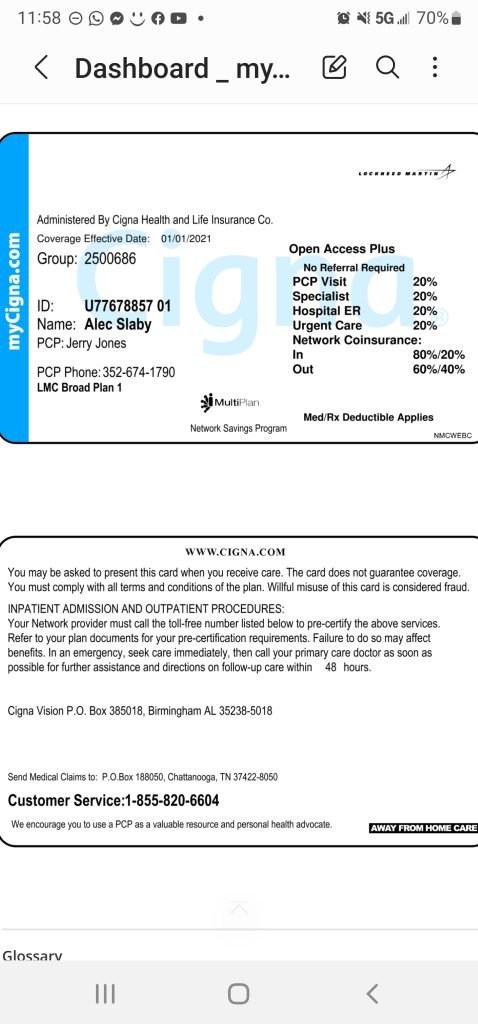 11:58
5G 70%
Dashboard _ my...
LOCKHEED MARTIN
myCigna.com
Cigna
Administered By Cigna Health and Life Insurance Co.
Coverage Effective Date: 01/01/2021
Group: 2500686
ID: U77678857 01
Name: Alec Slaby
PCP: Jerry Jones
PCP Phone: 352-674-1790
LMC Broad Plan 1
Open Access Plus
No Referral Required
PCP Visit 20%
Specialist 20%
Hospital ER 20%
Urgent Care 20%
Network Coinsurance:
In 80%/20%
Out 60%/40%
MultiPlan
Network Savings Program
Med/Rx Deductible Applies
NMCWEBC
WWW.CIGNA.COM
You may be asked to present this card when you receive care. The card does not guarantee coverage.
You must comply with all terms and conditions of the plan. Willful misuse of this card is considered fraud.
INPATIENT ADMISSION AND OUTPATIENT PROCEDURES:
Your Network provider must call the toll-free number listed below to pre-certify the above services.
Refer to your plan documents for your pre-certification requirements. Failure to do so may affect
benefits. In an emergency, seek care immediately, then call your primary care doctor as soon as
possible for further assistance and directions on follow-up care within 48 hours.
Cigna Vision P.O. Box 385018, Birmingham AL 35238-5018
Send Medical Claims to: P.O.Box 188050, Chattanooga, TN 37422-8050
Customer Service:1-855-820-6604
We encourage you to use a PCP as a valuable resource and personal health advocate.
AWAY FROM HOME CARE
Glossary